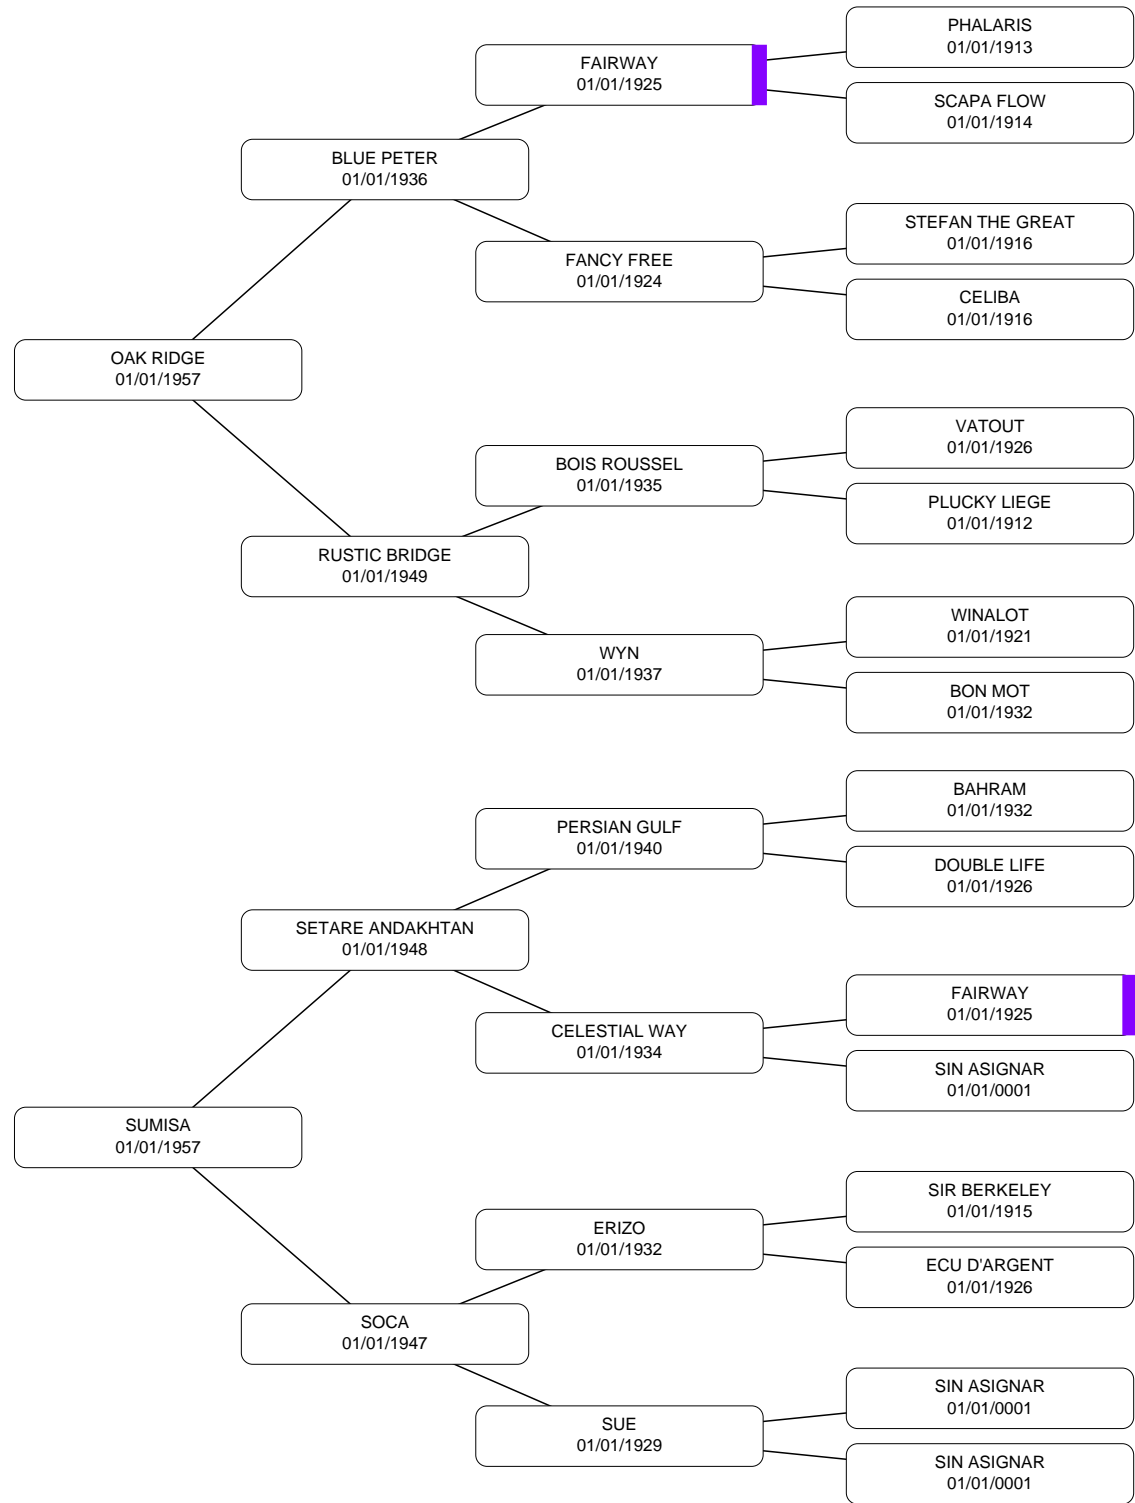 PHALARIS
01/01/1913
FAIRWAY
01/01/1925
SCAPA FLOW
01/01/1914
BLUE PETER
01/01/1936
STEFAN THE GREAT
01/01/1916
FANCY FREE
01/01/1924
CELIBA
01/01/1916
OAK RIDGE
01/01/1957
VATOUT
01/01/1926
BOIS ROUSSEL
01/01/1935
PLUCKY LIEGE
01/01/1912
RUSTIC BRIDGE
01/01/1949
WINALOT
01/01/1921
WYN
01/01/1937
BON MOT
01/01/1932
BAHRAM
01/01/1932
PERSIAN GULF
01/01/1940
DOUBLE LIFE
01/01/1926
SETARE ANDAKHTAN
01/01/1948
FAIRWAY
01/01/1925
CELESTIAL WAY
01/01/1934
SIN ASIGNAR
01/01/0001
SUMISA
01/01/1957
SIR BERKELEY
01/01/1915
ERIZO
01/01/1932
ECU D'ARGENT
01/01/1926
SOCA
01/01/1947
SIN ASIGNAR
01/01/0001
SUE
01/01/1929
SIN ASIGNAR
01/01/0001